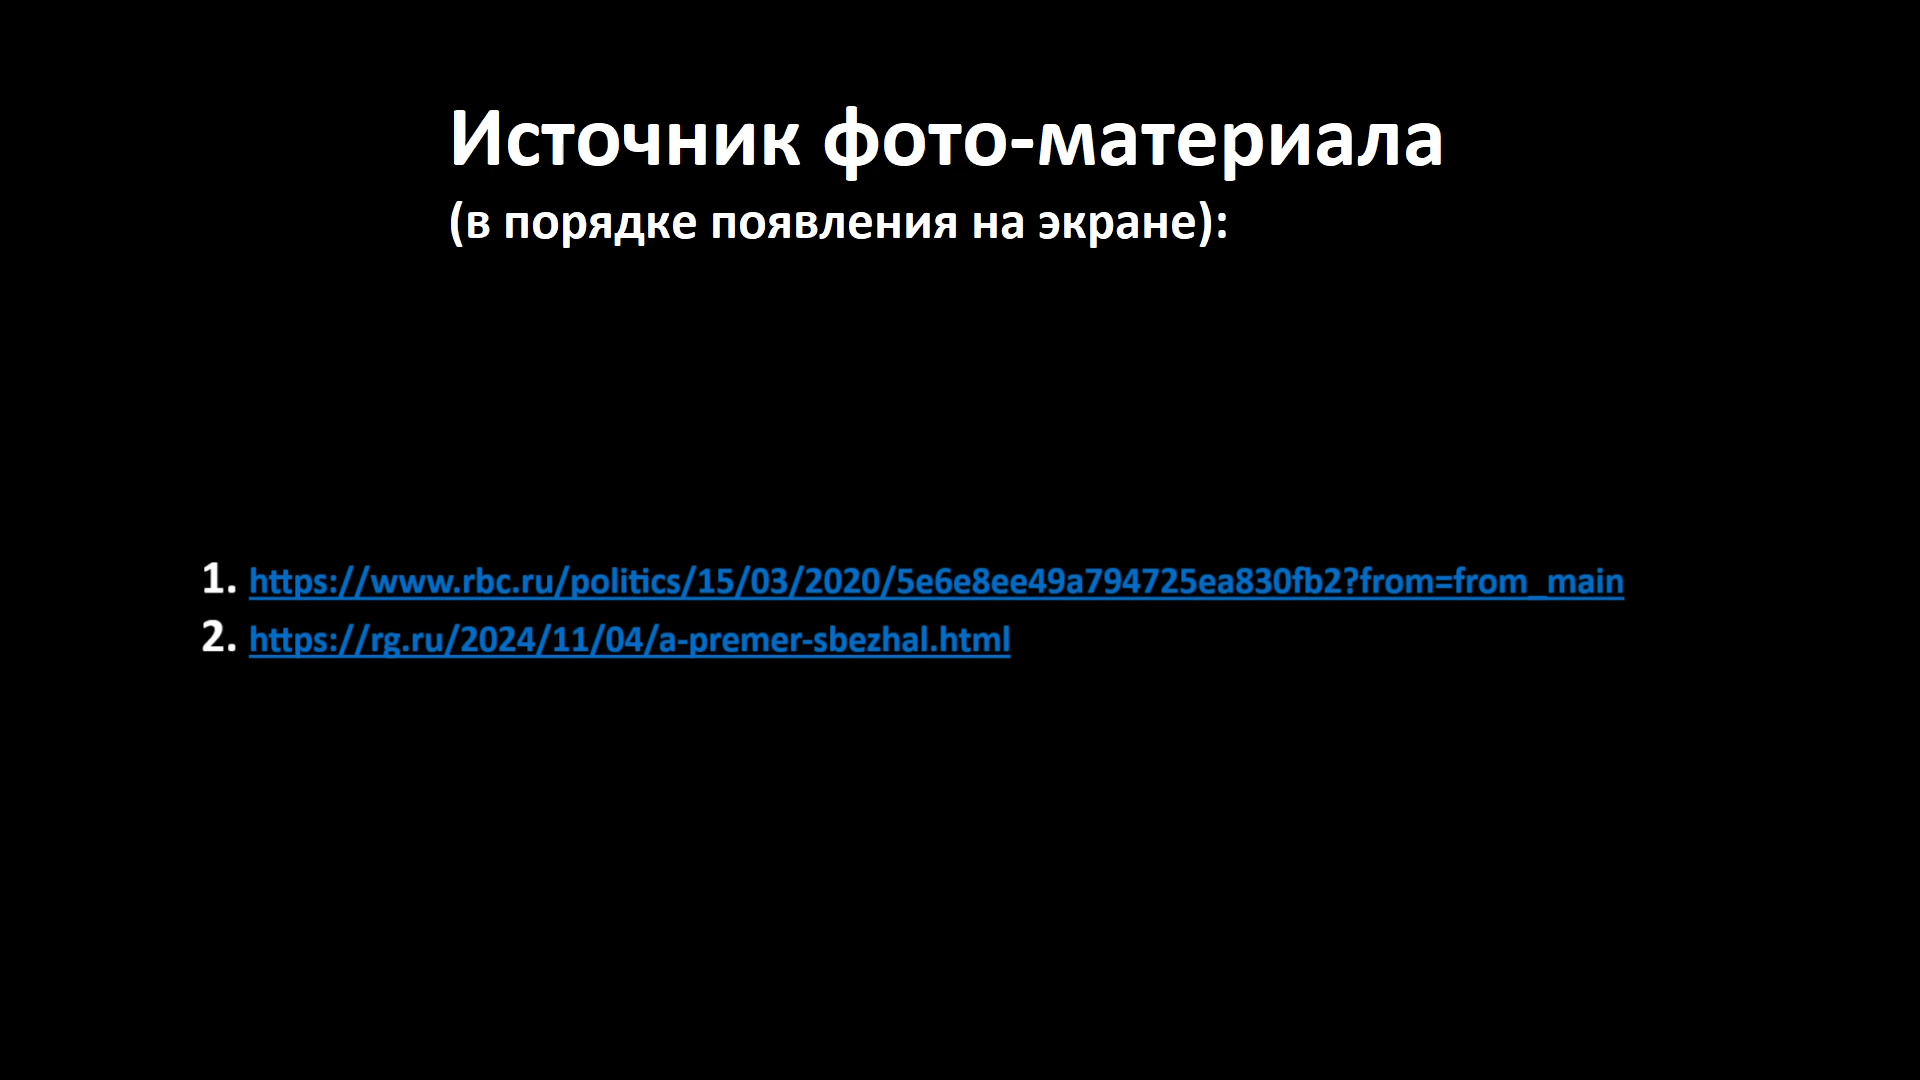 Источник фото-материала
(в порядке появления на экране):
1. https://www.rbc.ru/politics/15/03/2020/5e6e8ee49a794725ea830fb2?from=from_main
2. https://rg.ru/2024/11/04/a-premer-sbezhal.html